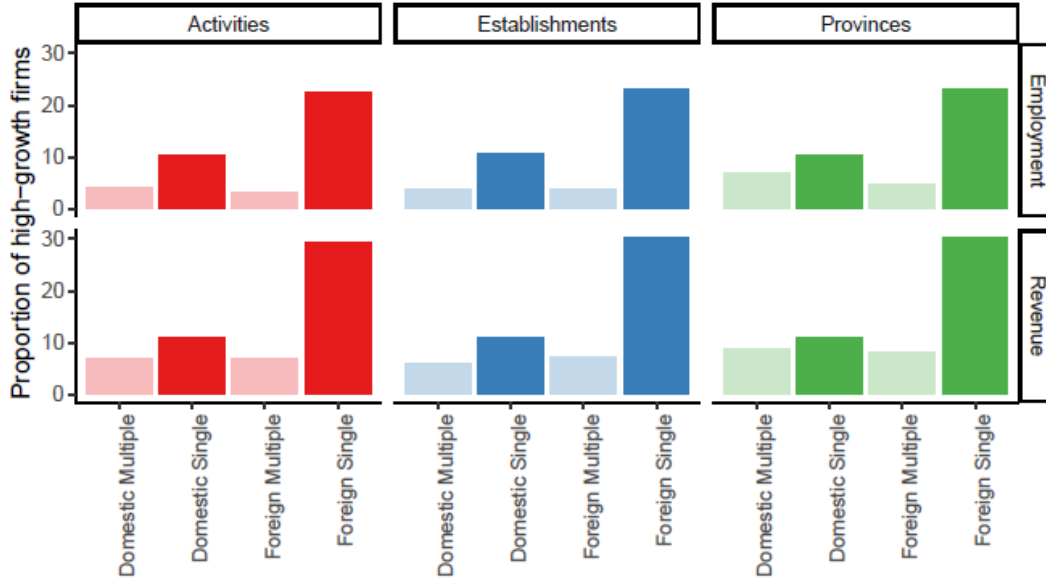 Activities
Establishments
Provinces
Proportion of high-growth firms
30
20
10
0
Employment
30
20
10
0
Revenue
Domestic Multiple
Domestic Single
Foreign Multiple
Foreign Single
Domestic Multiple
Domestic Single
Foreign Multiple
Foreign Single
Domestic Multiple
Domestic Single
Foreign Multiple
Foreign Single